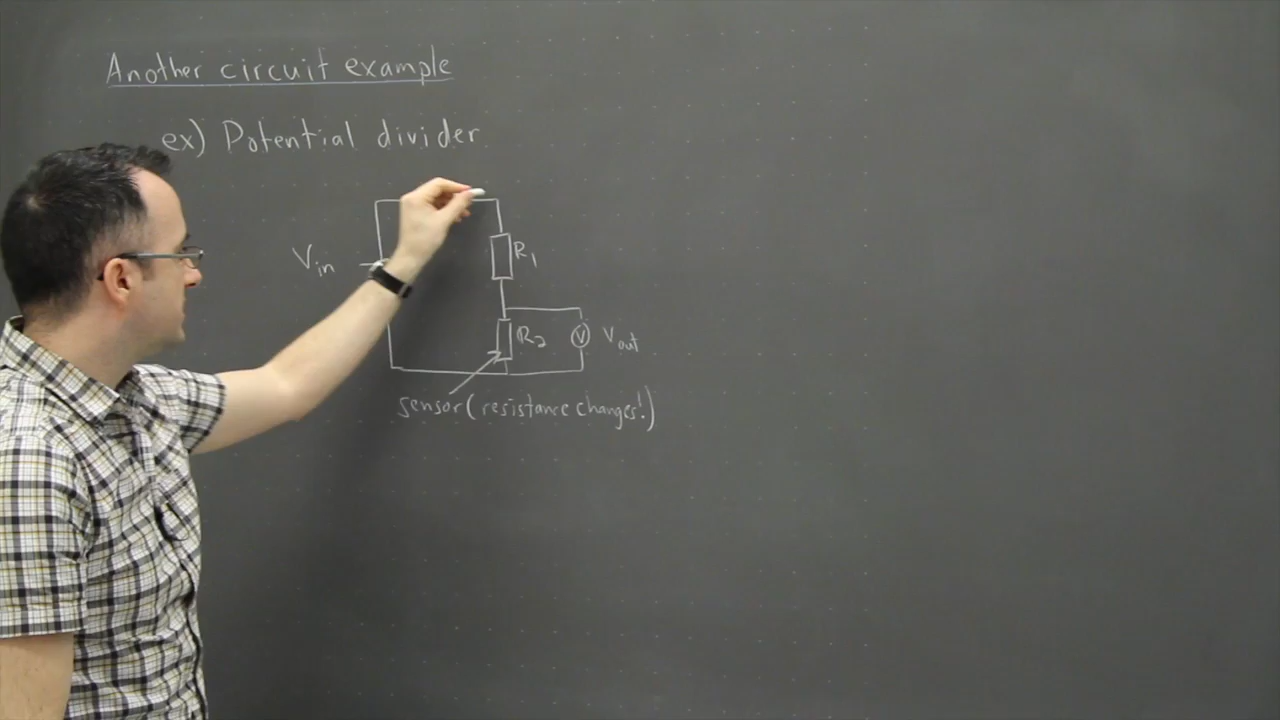 Another circuit example
ex) Potential divider
Vin
R1
R2
V
Vout
sensor (resistance changes!)